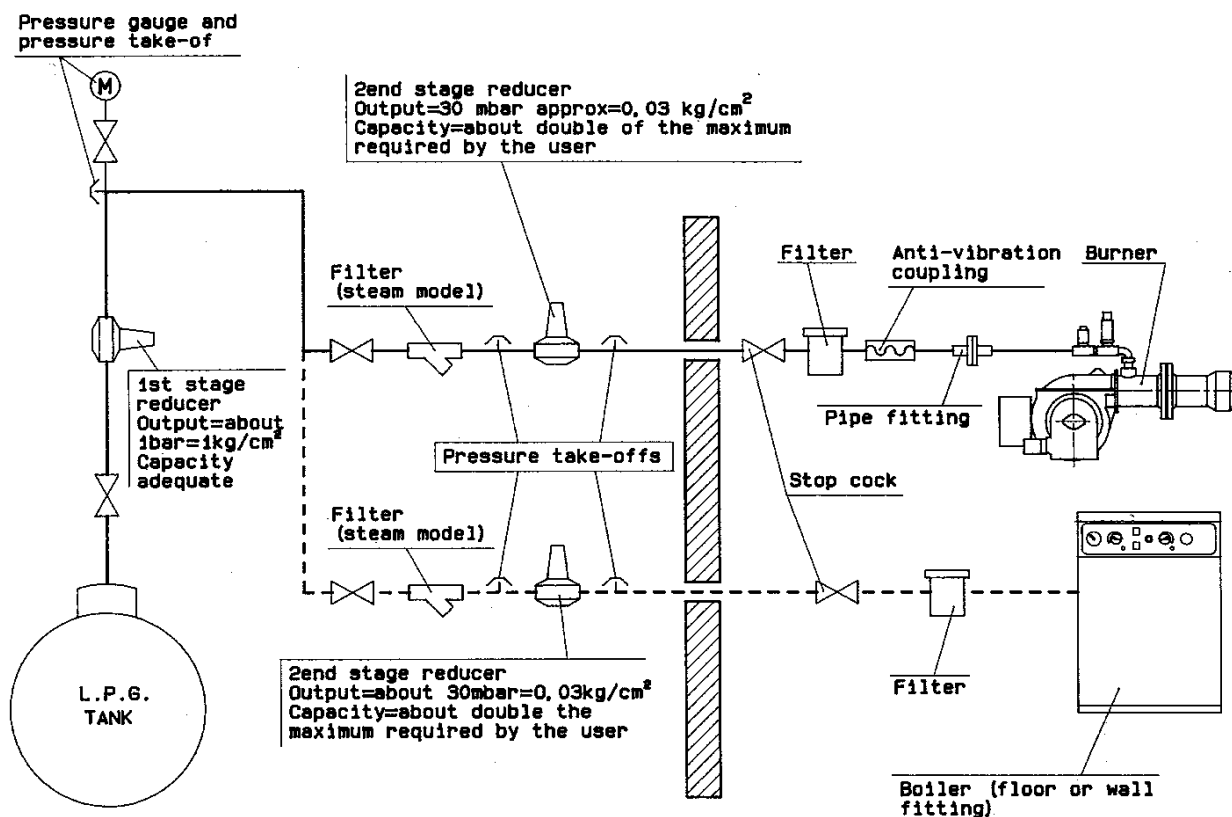 Pressure gauge and
pressure take-of
M
2end stage reducer
Output=30 mbar approx=0,03 kg/cm²
Capacity=about double of the maximum
required by the user
Filter
(steam model)
Filter
Anti-vibration
coupling
Burner
1st stage
reducer
Output=about
1bar=1kg/cm²
Capacity
adequate
Pipe fitting
Pressure take-offs
Stop cock
Filter
(steam model)
L.P.G.
TANK
2end stage reducer
Output=about 30mbar=0,03kg/cm²
Capacity=about double the
maximum required by the user
Filter
Boiler (floor or wall
fitting)